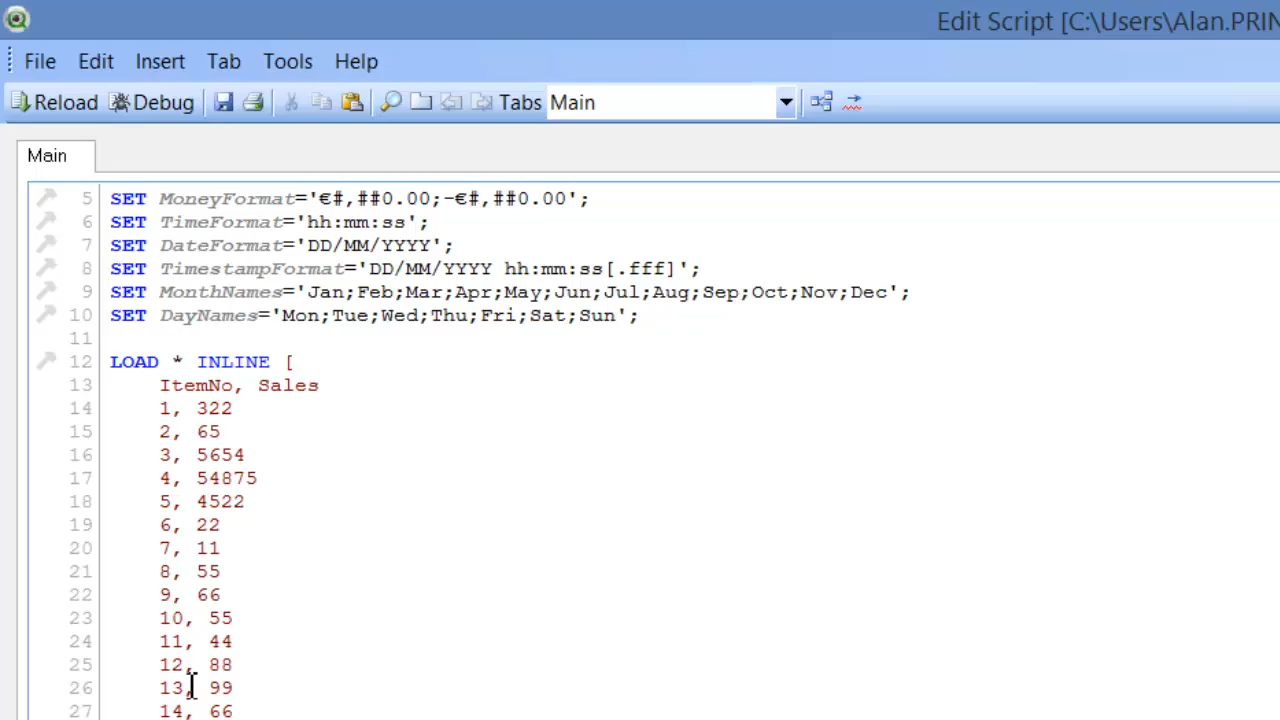 Edit Script [C:\Users\Alan.PRIN
File Edit Insert Tab Tools Help
Reload Debug Tabs Main
Main
5 SET MoneyFormat='€#,##0.00;-€#,##0.00';
6 SET TimeFormat='hh:mm:ss';
7 SET DateFormat='DD/MM/YYYY';
8 SET TimestampFormat='DD/MM/YYYY hh:mm:ss[.fff]';
9 SET MonthNames='Jan;Feb;Mar;Apr;May;Jun;Jul;Aug;Sep;Oct;Nov;Dec';
10 SET DayNames='Mon;Tue;Wed;Thu;Fri;Sat;Sun';
11
12 LOAD * INLINE [
13 ItemNo, Sales
14 1, 322
15 2, 65
16 3, 5654
17 4, 54875
18 5, 4522
19 6, 22
20 7, 11
21 8, 55
22 9, 66
23 10, 55
24 11, 44
25 12, 88
26 13, 99
27 14, 66